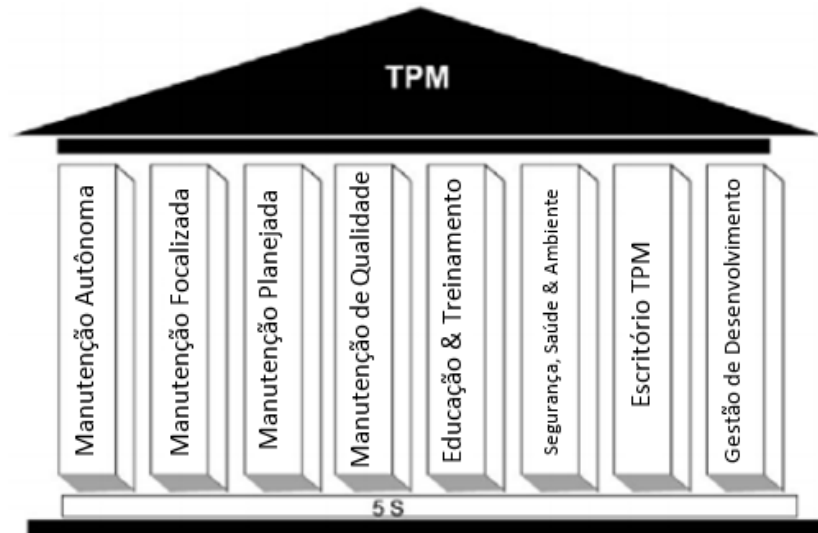 TPM
Manutenção Autônoma
Manutenção Focalizada
Manutenção Planejada
Manutenção de Qualidade
Educação & Treinamento
Segurança, Saúde & Ambiente
Escritório TPM
Gestão de Desenvolvimento
5 S